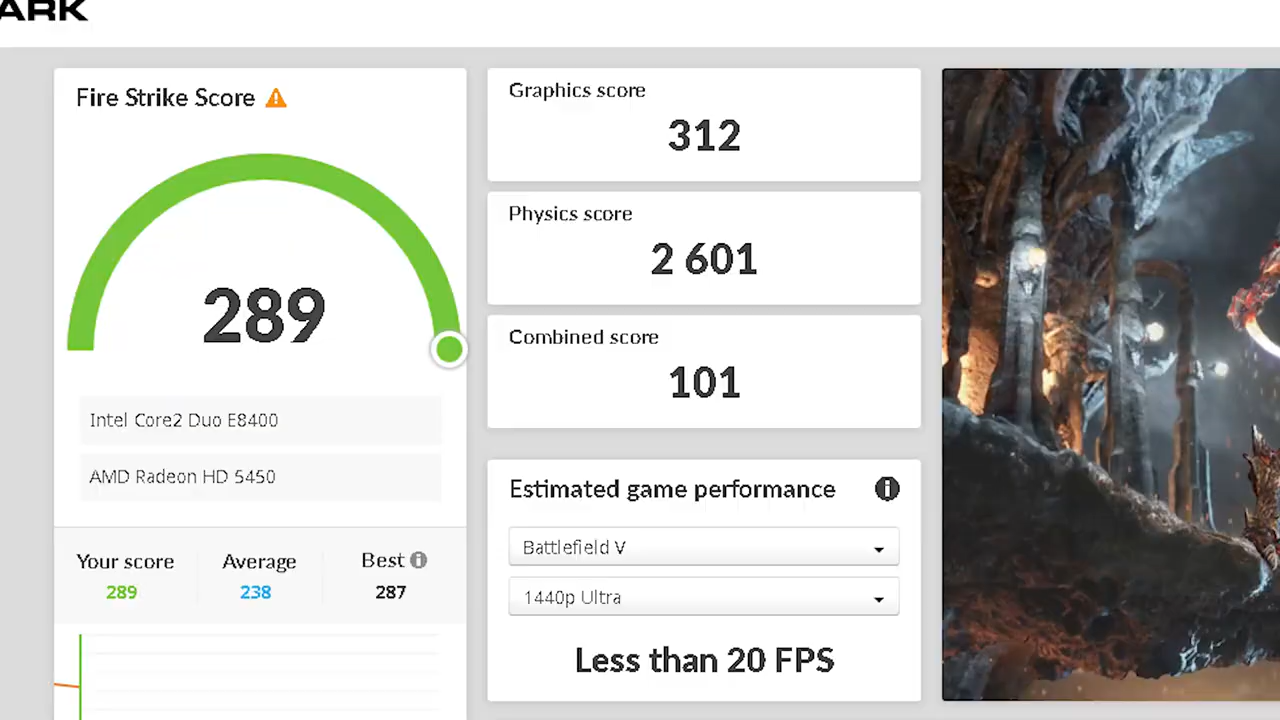 ARK
Fire Strike Score
289
Intel Core2 Duo E8400
AMD Radeon HD 5450
Your score
Average
Best
289
238
287
Graphics score
312
Physics score
2 601
Combined score
101
Estimated game performance
Battlefield V
1440p Ultra
Less than 20 FPS